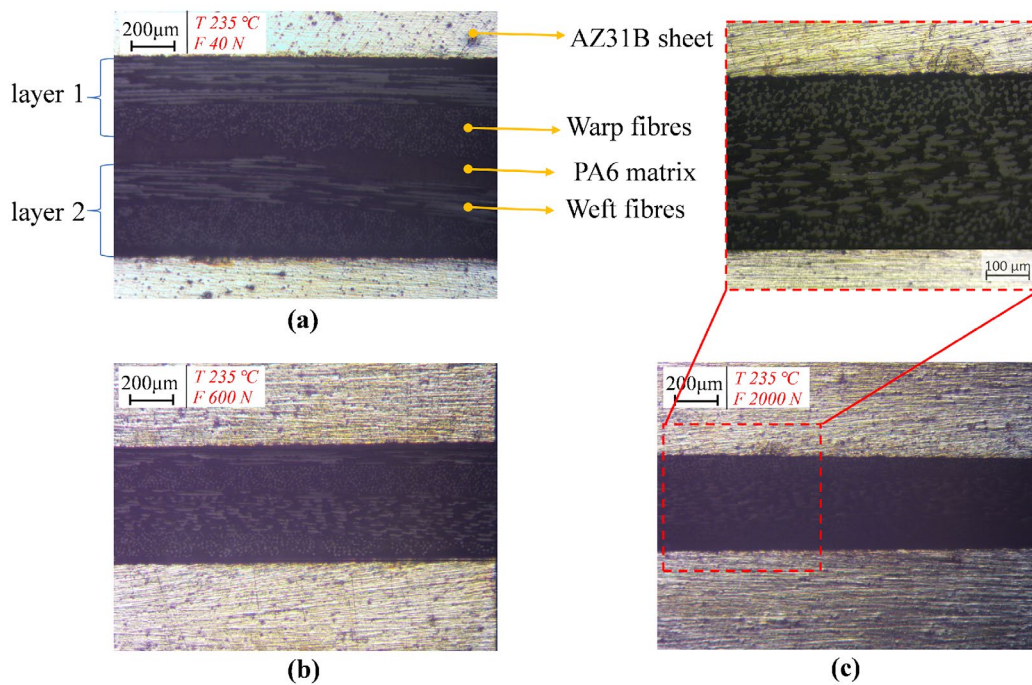 200μm
T 235 °C
F 40 N
AZ31B sheet
layer 1
Warp fibres
PA6 matrix
layer 2
Weft fibres
100 μm
(a)
200μm
T 235 °C
F 600 N
200μm
T 235 °C
F 2000 N
(b)
(c)